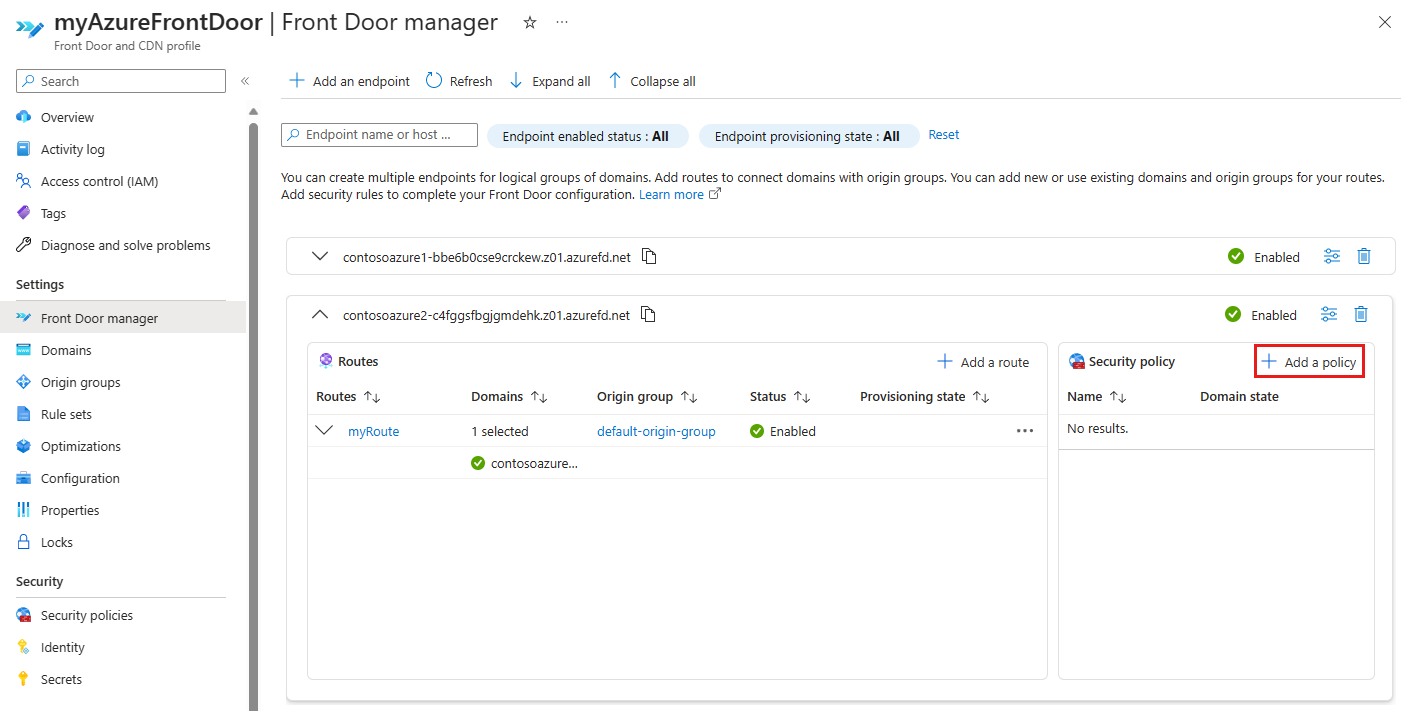 myAzureFrontDoor | Front Door manager
Front Door and CDN profile
Search
Overview
Activity log
Access control (IAM)
Tags
Diagnose and solve problems
Settings
Front Door manager
Domains
Origin groups
Rule sets
Optimizations
Configuration
Properties
Locks
Security
Security policies
Identity
Secrets
Add an endpoint Refresh Expand all Collapse all
Endpoint name or host ... Endpoint enabled status : All Endpoint provisioning state : All Reset
You can create multiple endpoints for logical groups of domains. Add routes to connect domains with origin groups. You can add new or use existing domains and origin groups for your routes.
Add security rules to complete your Front Door configuration. Learn more
contosoazure1-bbe6b0cse9crckew.z01.azurefd.net Enabled
contosoazure2-c4fggsfbgjgmdehk.z01.azurefd.net Enabled
Routes Add a route
Routes Domains Origin group Status Provisioning state
myRoute 1 selected default-origin-group Enabled
contosoazure...
Security policy Add a policy
Name Domain state
No results.